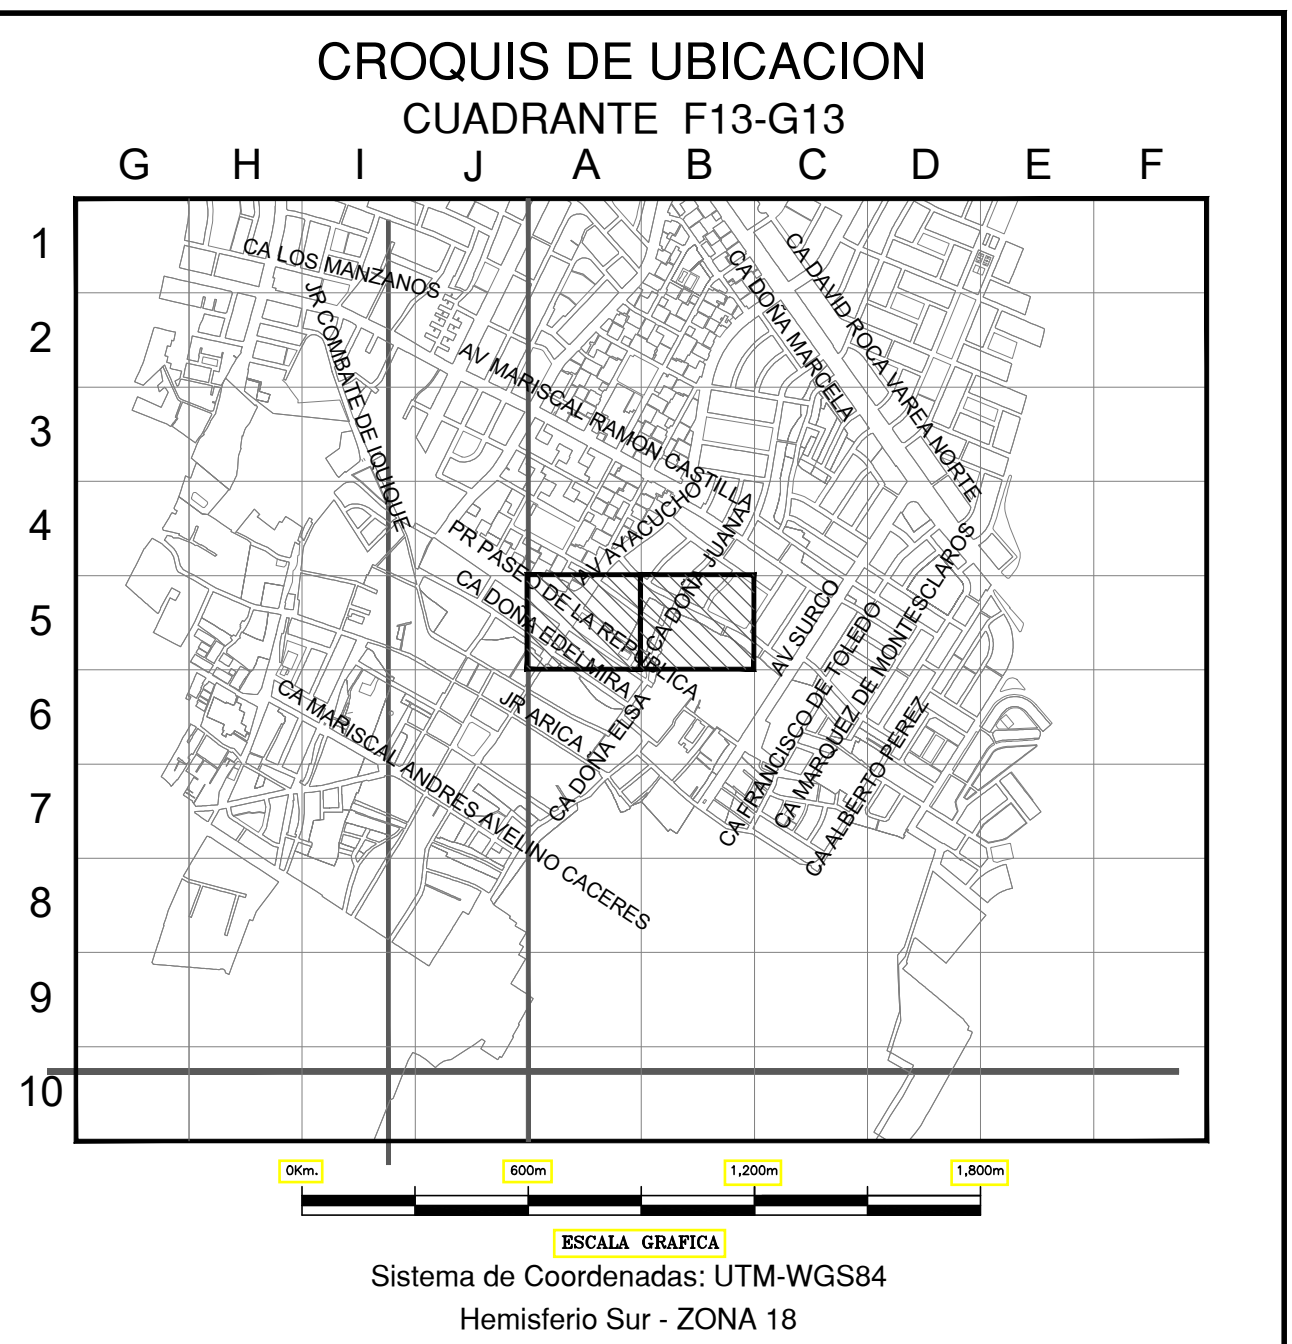 CROQUIS DE UBICACION
CUADRANTE F13-G13
G H I J A B C D E F
1
CA LOS MANZANOS
CA DAVID ROCA VAREA NORTE
CA DOÑA MARCELA
JR COMBATE DE IQUIQUE
2
AV MARISCAL RAMON CASTILLA
3
4
AV AYACUCHO
CA DOÑA JUANA
PR PASEO DE LA REPUBLICA
CA DOÑA EDELMIRA
5
AV SURCO
CA FRANCISCO DE TOLEDO
CA MARQUEZ DE MONTESCLAROS
6
CA MARISCAL ANDRES AVELINO CACERES
JR ARICA
CA DOÑA ELSA
CA ALBERTO PEREZ
7
8
9
10
0Km. 600m 1,200m 1,800m
ESCALA GRAFICA
Sistema de Coordenadas: UTM-WGS84
Hemisferio Sur - ZONA 18